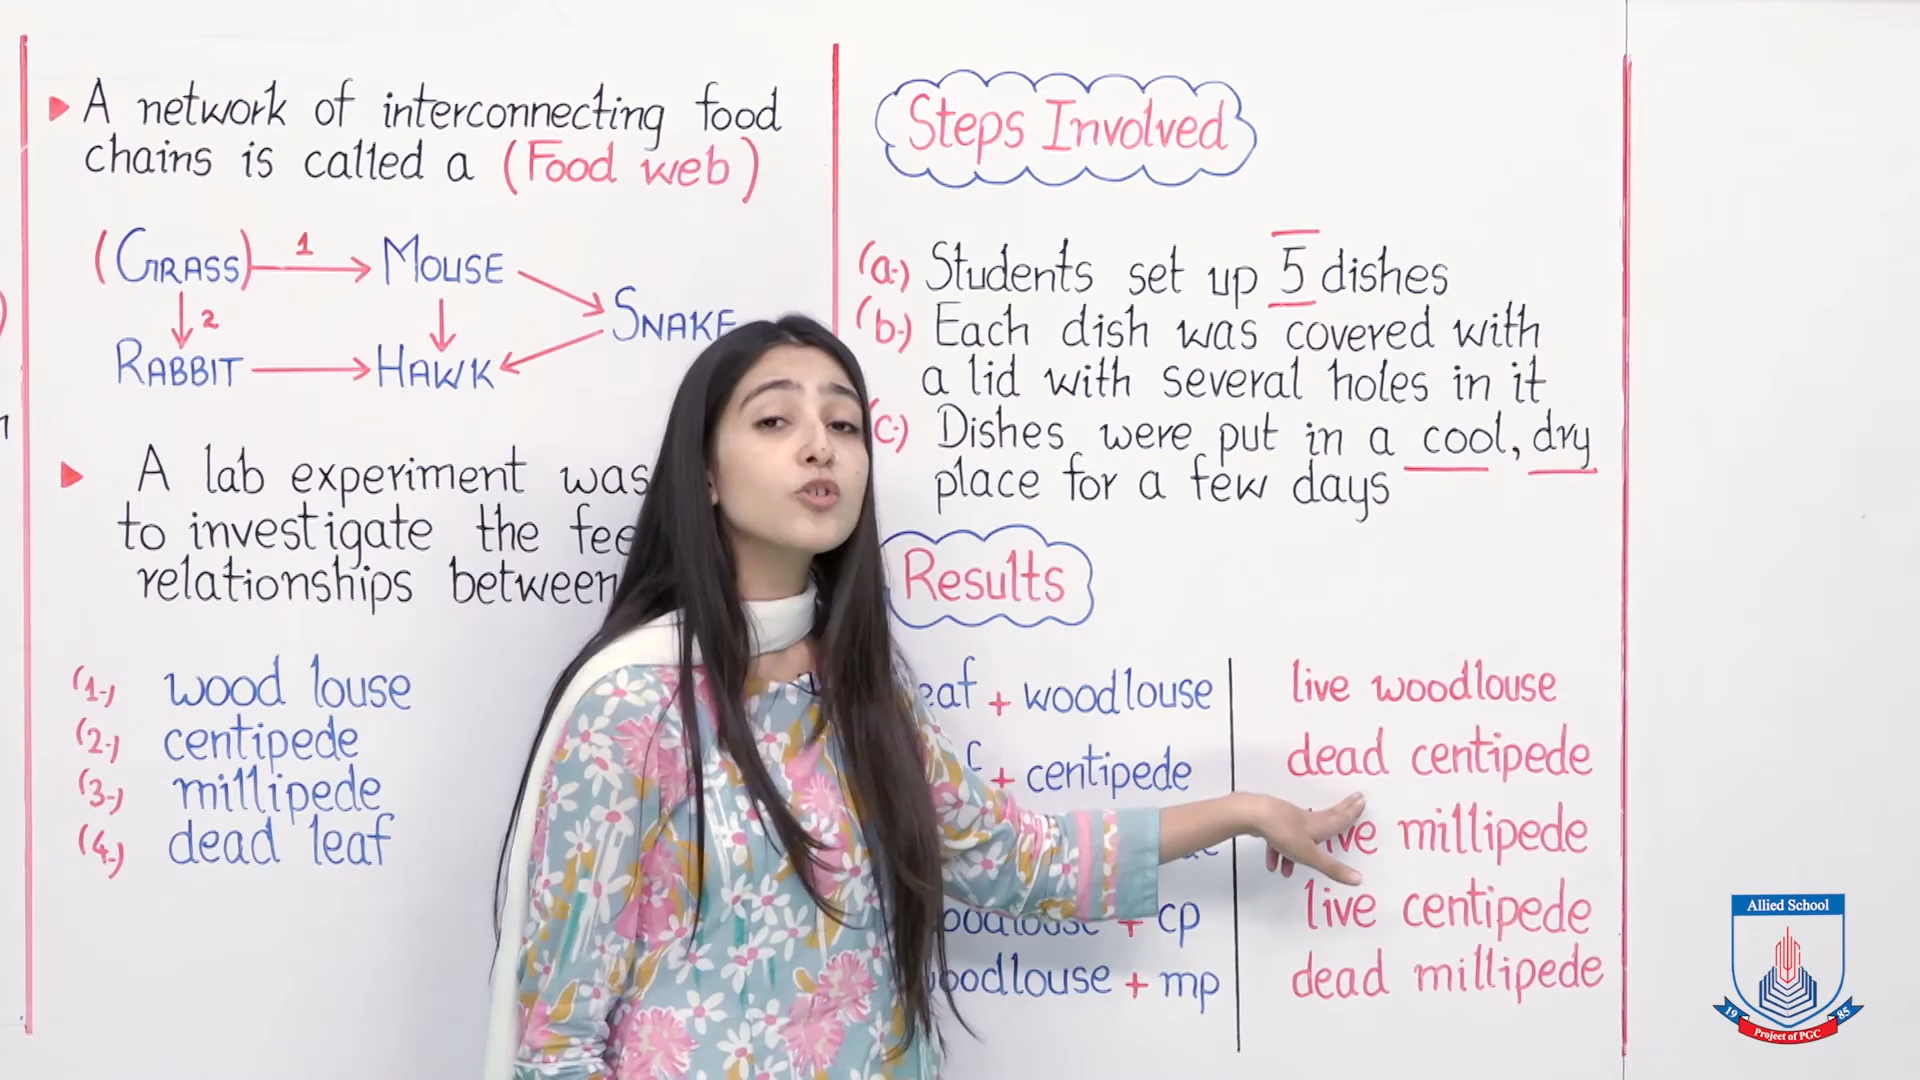 A network of interconnecting food
chains is called a (Food web)
(GRASS) 1 MOUSE
2
SNAKE
RABBIT HAWK
A lab experiment was
to investigate the
relationships between
(1-) wood louse
(2-) centipede
(3-) millipede
(4-) dead leaf
Steps Involved
(a-) Students set up 5 dishes
(b-) Each dish was covered with
a lid with several holes in it
(c-) Dishes were put in a cool, dry
place for a few days
Results
+ woodlouse live woodlouse
+ centipede dead centipede
millipede
+ cp live centipede
woodlouse + mp dead millipede
Allied School
19 85
Project of PGC